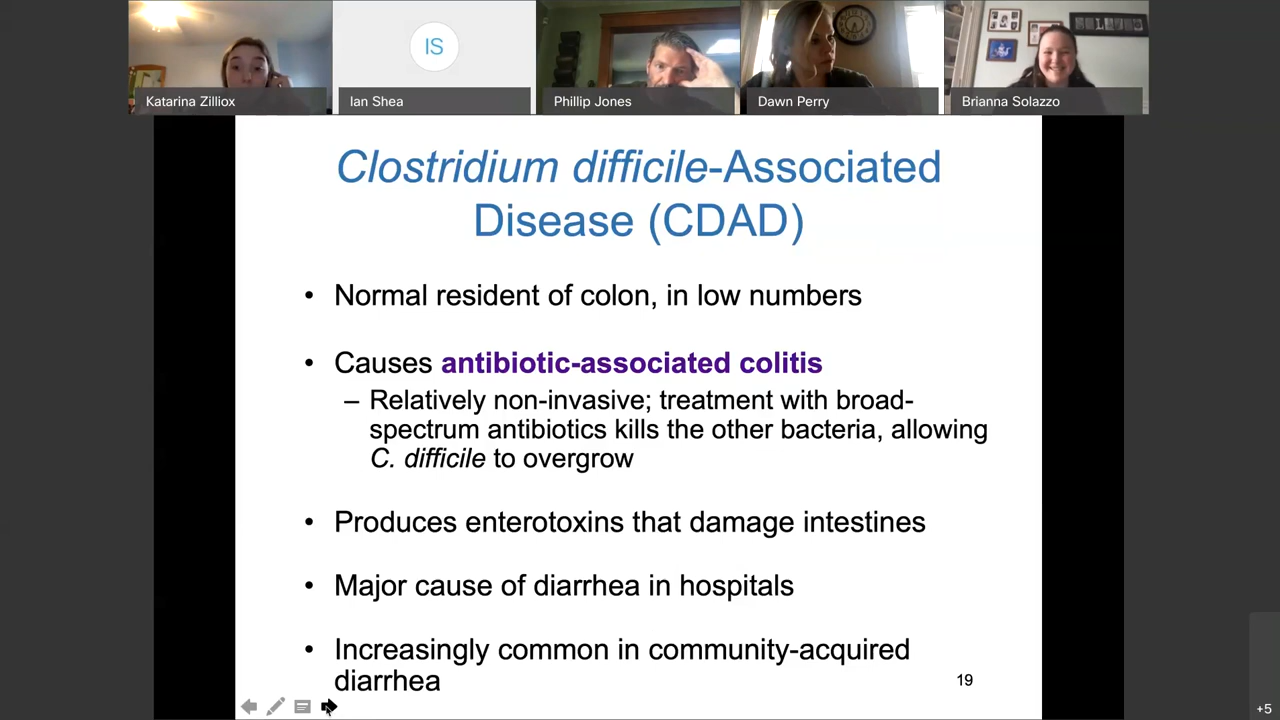 IS
Katarina Zilliox
Ian Shea
Phillip Jones
Dawn Perry
Brianna Solazzo
Clostridium difficile-Associated
Disease (CDAD)
• Normal resident of colon, in low numbers
• Causes antibiotic-associated colitis
– Relatively non-invasive; treatment with broad-
spectrum antibiotics kills the other bacteria, allowing
C. difficile to overgrow
• Produces enterotoxins that damage intestines
• Major cause of diarrhea in hospitals
• Increasingly common in community-acquired
diarrhea
19
+5